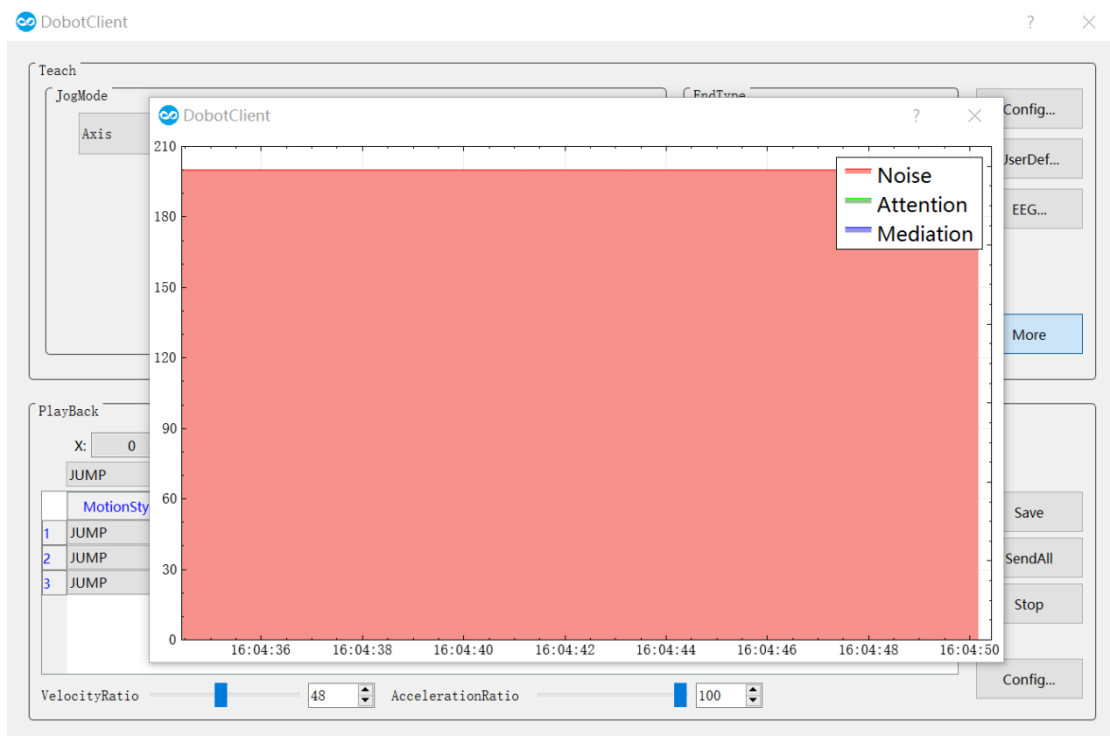 DobotClient
Teach
JogMode
EndType
Axis
Config...
UserDef...
EEG...
More
DobotClient
210
180
150
120
90
60
30
0
Noise
Attention
Mediation
16:04:36 16:04:38 16:04:40 16:04:42 16:04:44 16:04:46 16:04:48 16:04:50
PlayBack
X: 0
JUMP
MotionSty
1 JUMP
2 JUMP
3 JUMP
Save
SendAll
Stop
Config...
VelocityRatio 48 AccelerationRatio 100